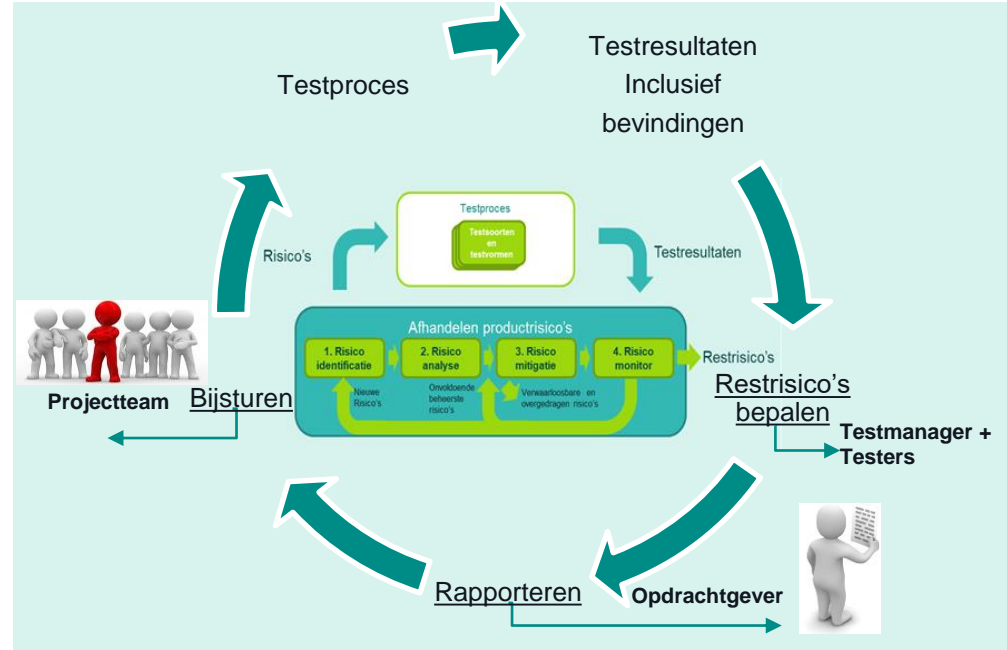 Testproces
Testresultaten
Inclusief
bevindingen
Testproces
Testsoorten
en
testvormen
Risico's
Testresultaten
Afhandelen productrisico's
1. Risico
identificatie
2. Risico
analyse
3. Risico
mitigatie
4. Risico
monitor
Restrisico's
Nieuwe
Risico's
Onvoldoende
beheerste
risico's
Verwaarloosbare en
overgedragen risico's
Projectteam
Bijsturen
Restrisico's
bepalen
Testmanager +
Testers
Rapporteren
Opdrachtgever